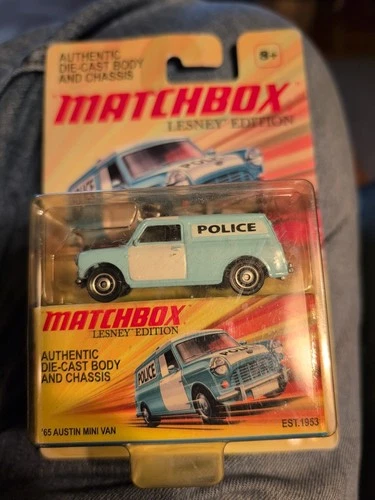 AUTHENTIC
DIE-CAST BODY
AND CHASSIS
8+
MATCHBOX
LESNEY EDITION
POLICE
POLICE
MATCHBOX
LESNEY EDITION
AUTHENTIC
DIE-CAST BODY
AND CHASSIS
POLICE
'65 AUSTIN MINI VAN
EST.1953